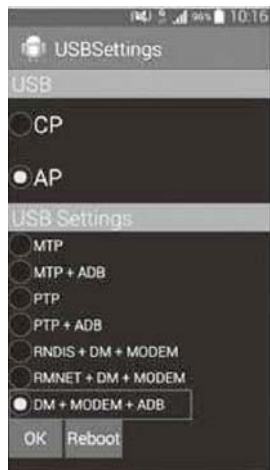 96% 10:16
USBSettings
USB
CP
AP
USB Settings
MTP
MTP + ADB
PTP
PTP + ADB
RNDIS + DM + MODEM
RMNET + DM + MODEM
DM + MODEM + ADB
OK Reboot